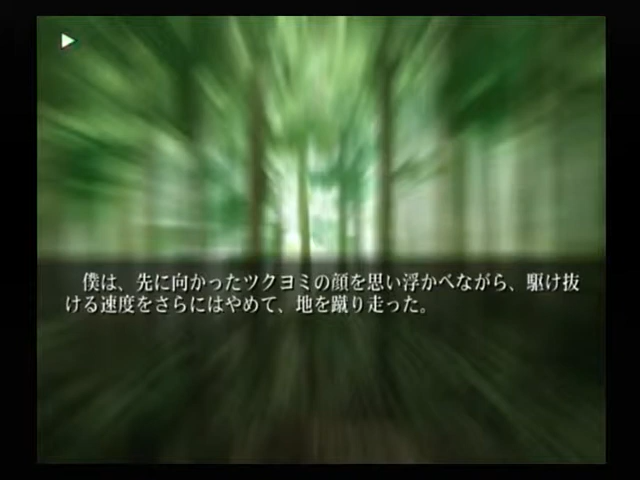 僕は、先に向かったツクヨミの顔を思い浮かべながら、駆け抜
ける速度をさらにはやめて、地を蹴り走った。